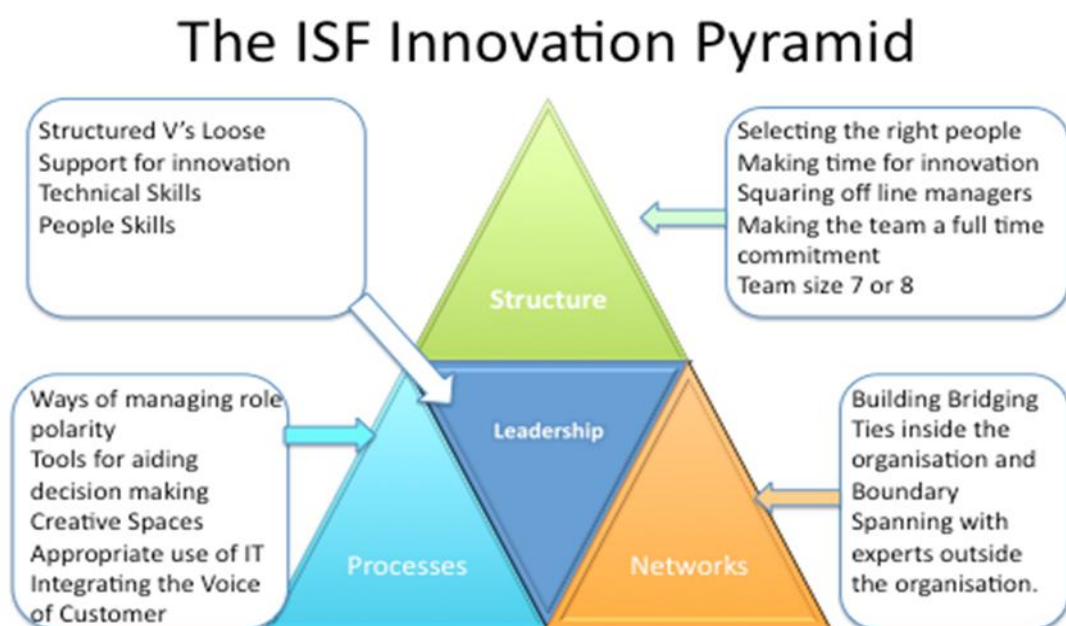 The ISF Innovation Pyramid
Structured V's Loose
Support for innovation
Technical Skills
People Skills
Selecting the right people
Making time for innovation
Squaring off line managers
Making the team a full time
commitment
Team size 7 or 8
Structure
Leadership
Ways of managing role
polarity
Tools for aiding
decision making
Creative Spaces
Appropriate use of IT
Integrating the Voice
of Customer
Processes
Networks
Building Bridging
Ties inside the
organisation and
Boundary
Spanning with
experts outside
the organisation.